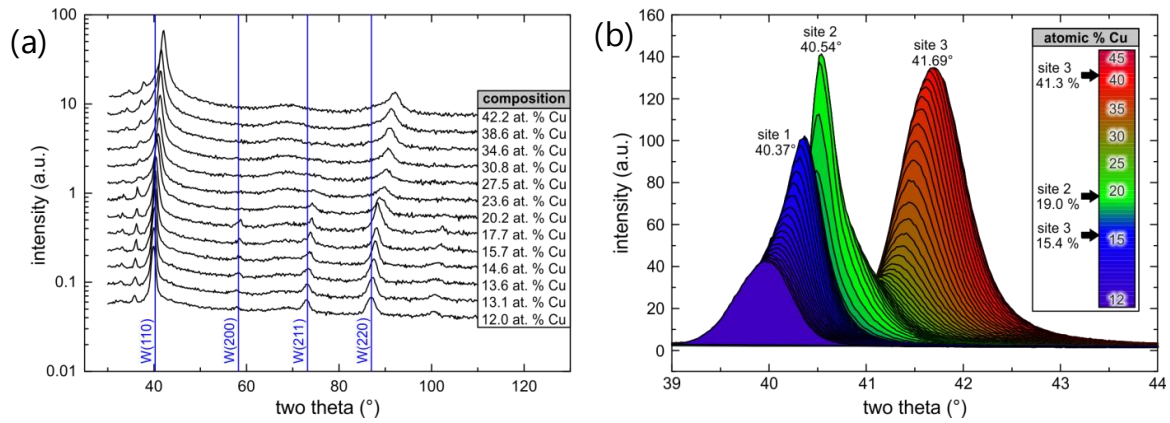 (a)
100
10
1
0.1
0.01
intensity (a.u.)
40
60
80
100
120
two theta (°)
W(110)
W(200)
W(211)
W(220)
composition
42.2 at. % Cu
38.6 at. % Cu
34.6 at. % Cu
30.8 at. % Cu
27.5 at. % Cu
23.6 at. % Cu
20.2 at. % Cu
17.7 at. % Cu
15.7 at. % Cu
14.6 at. % Cu
13.6 at. % Cu
13.1 at. % Cu
12.0 at. % Cu
(b)
160
140
120
100
80
60
40
20
0
intensity (a.u.)
39
40
41
42
43
44
two theta (°)
site 1
40.37°
site 2
40.54°
site 3
41.69°
atomic % Cu
site 3
41.3 %
site 2
19.0 %
site 3
15.4 %
45
40
35
30
25
20
15
12